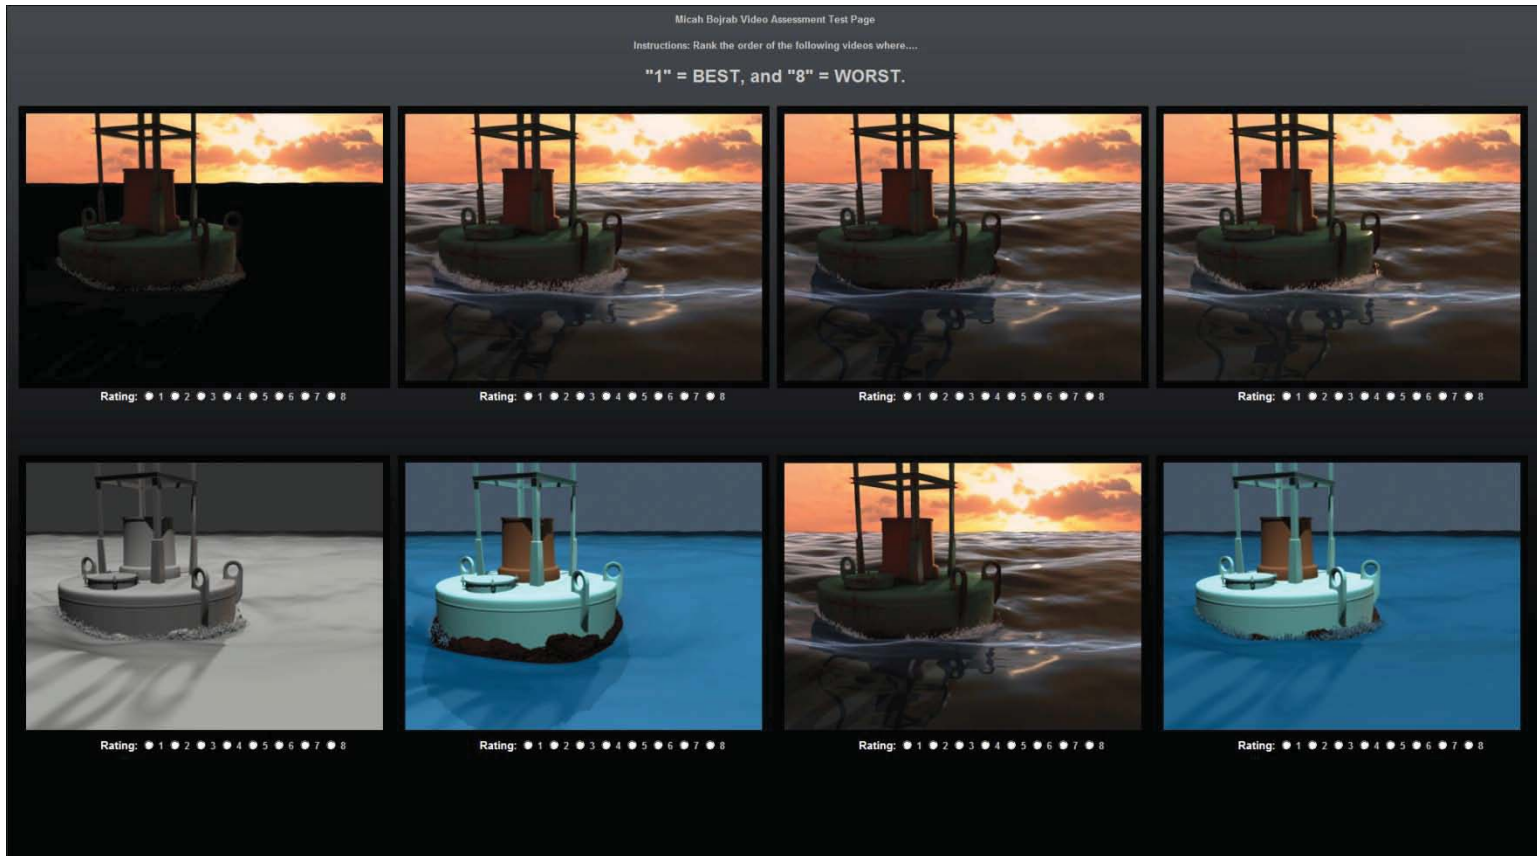 Micah Bojrab Video Assessment Test Page
Instructions: Rank the order of the following videos where....
"1" = BEST, and "8" = WORST.
Rating: 1 2 3 4 5 6 7 8
Rating: 1 2 3 4 5 6 7 8
Rating: 1 2 3 4 5 6 7 8
Rating: 1 2 3 4 5 6 7 8
Rating: 1 2 3 4 5 6 7 8
Rating: 1 2 3 4 5 6 7 8
Rating: 1 2 3 4 5 6 7 8
Rating: 1 2 3 4 5 6 7 8